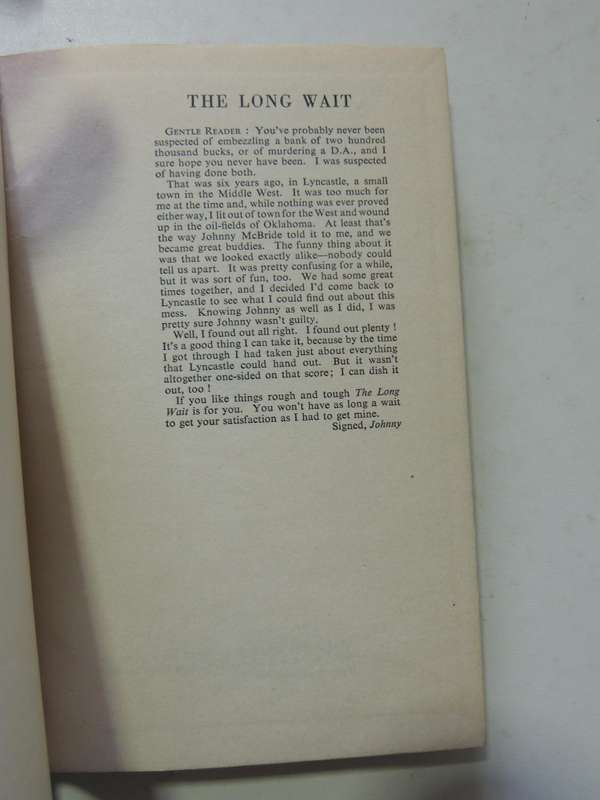 THE LONG WAIT
GENTLE READER : You've probably never been
suspected of embezzling a bank of two hundred
thousand bucks, or of murdering a D.A., and I
sure hope you never have been. I was suspected
of having done both.
That was six years ago, in Lyncastle, a small
town in the Middle West. It was too much for
me at the time and, while nothing was ever proved
either way, I lit out of town for the West and wound
up in the oil-fields of Oklahoma. At least that's
the way Johnny McBride told it to me, and we
became great buddies. The funny thing about it
was that we looked exactly alike—nobody could
tell us apart. It was pretty confusing for a while,
but it was sort of fun, too. We had some great
times together, and I decided I'd come back to
Lyncastle to see what I could find out about this
mess. Knowing Johnny as well as I did, I was
pretty sure Johnny wasn't guilty.
Well, I found out all right. I found out plenty !
It's a good thing I can take it, because by the time
I got through I had taken just about everything
that Lyncastle could hand out. But it wasn't
altogether one-sided on that score; I can dish it
out, too !
If you like things rough and tough The Long
Wait is for you. You won't have as long a wait
to get your satisfaction as I had to get mine.
Signed, Johnny